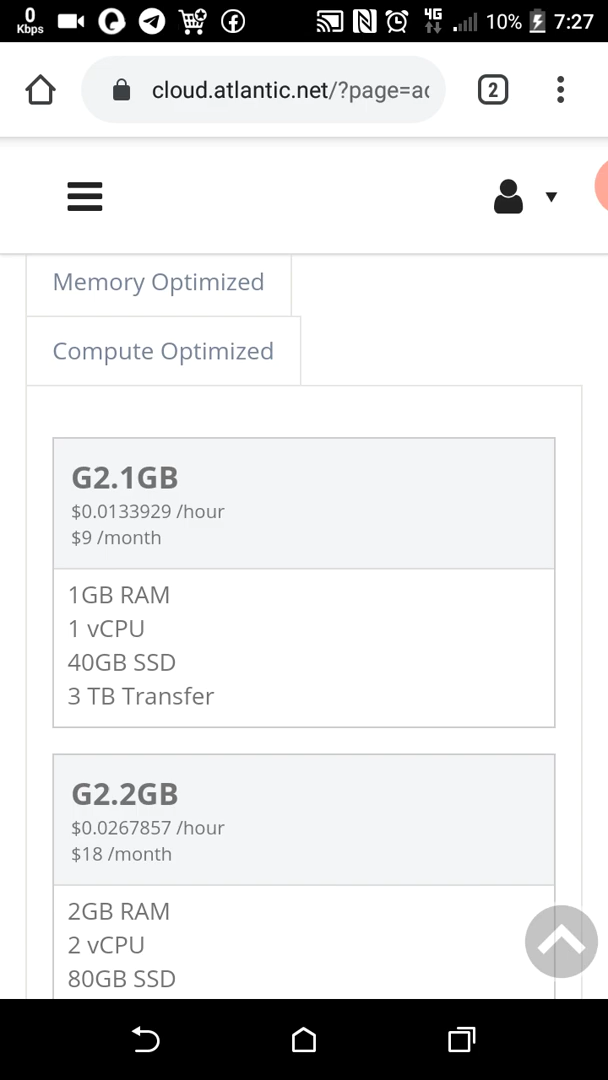 0
Kbps
4G
10%
7:27
cloud.atlantic.net/?page=a
2
Memory Optimized
Compute Optimized
G2.1GB
$0.0133929 /hour
$9 /month
1GB RAM
1 vCPU
40GB SSD
3 TB Transfer
G2.2GB
$0.0267857 /hour
$18 /month
2GB RAM
2 vCPU
80GB SSD